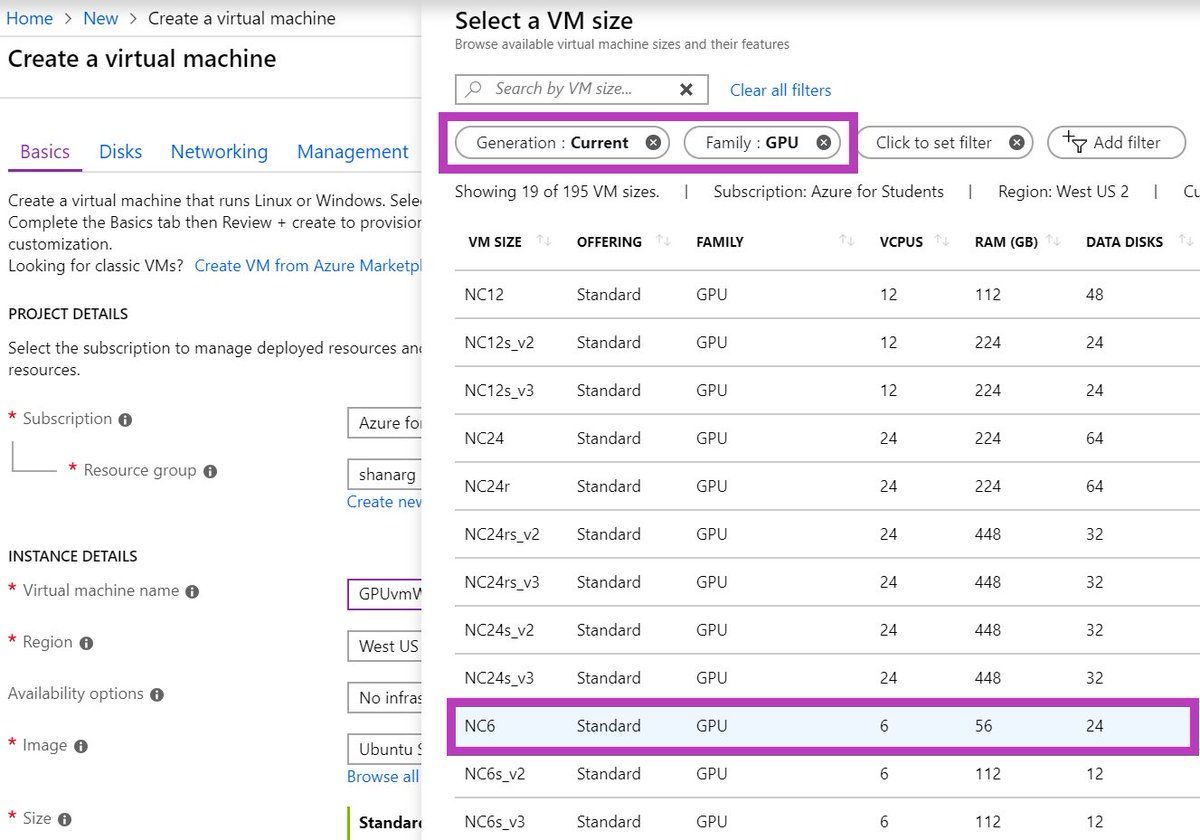 Home > New > Create a virtual machine
Create a virtual machine
Basics Disks Networking Management
Create a virtual machine that runs Linux or Windows.
Complete the Basics tab then Review + create to
customization.
Looking for classic VMs? Create VM from Azure
PROJECT DETAILS
Select the subscription to manage deployed resources
resources.
* Subscription
Azure
* Resource group
shanarg
Create
INSTANCE DETAILS
* Virtual machine name
* Region
West US
Availability options
No
* Image
Ubuntu
Browse all
* Size
Select a VM size
Browse available virtual machine sizes and their features
Search by VM size...
Clear all filters
Generation : Current
Family : GPU
Click to set filter
Add filter
Showing 19 of 195 VM sizes. | Subscription: Azure for Students | Region: West US 2 |
VM SIZE OFFERING FAMILY VCPUS RAM (GB) DATA DISKS
NC12 Standard GPU 12 112 48
NC12s_v2 Standard GPU 12 224 24
NC12s_v3 Standard GPU 12 224 24
NC24 Standard GPU 24 224 64
NC24r Standard GPU 24 224 64
NC24rs_v2 Standard GPU 24 448 32
NC24rs_v3 Standard GPU 24 448 32
NC24s_v2 Standard GPU 24 448 32
NC24s_v3 Standard GPU 24 448 32
NC6 Standard GPU 6 56 24
NC6s_v2 Standard GPU 6 112 12
NC6s_v3 Standard GPU 6 112 12